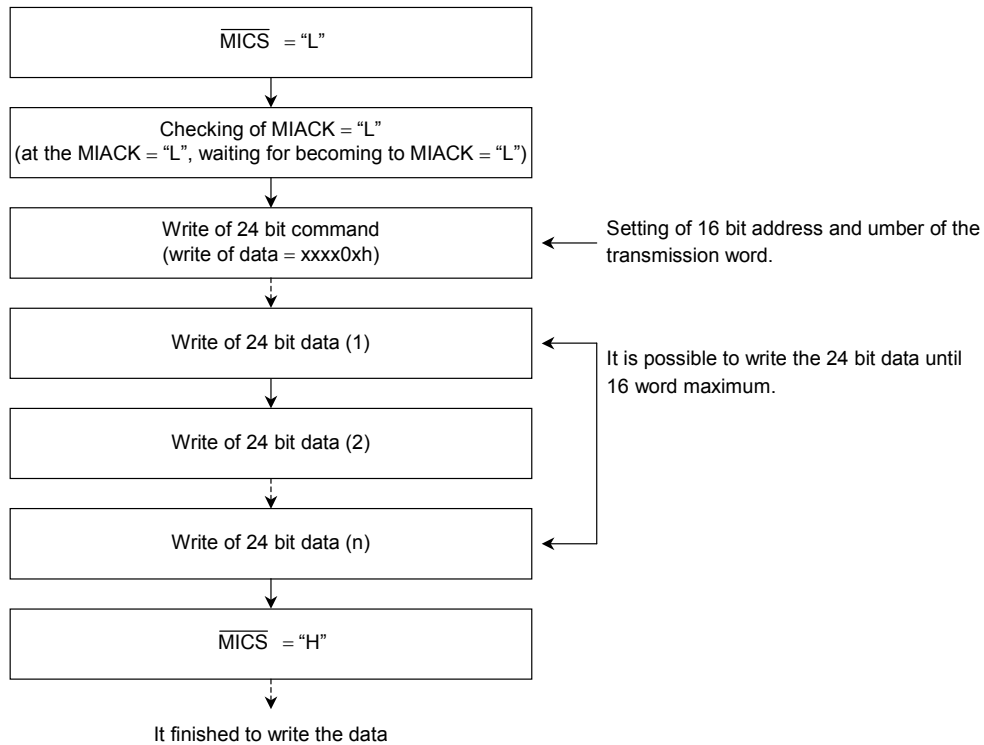 M̅I̅C̅S̅ = “L”
Checking of MIACK = “L”
(at the MIACK = “L”, waiting for becoming to MIACK = “L”)
Write of 24 bit command
(write of data = xxxx0xh)
Setting of 16 bit address and umber of the
transmission word.
Write of 24 bit data (1)
It is possible to write the 24 bit data until
16 word maximum.
Write of 24 bit data (2)
Write of 24 bit data (n)
M̅I̅C̅S̅ = “H”
It finished to write the data